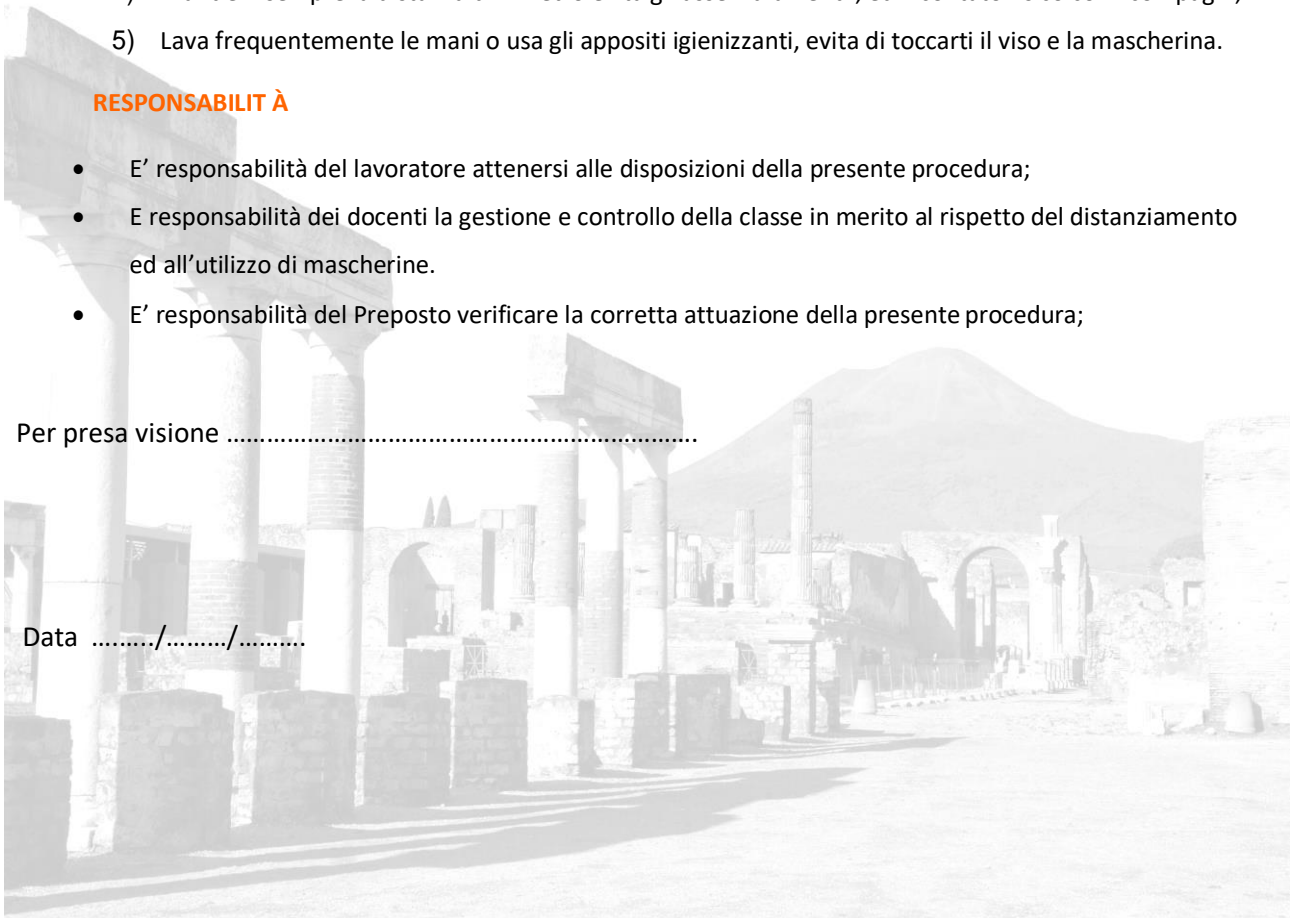 5) Lava frequentemente le mani o usa gli appositi igienizzanti, evita di toccarti il viso e la mascherina.
RESPONSABILIT À
• E’ responsabilità del lavoratore attenersi alle disposizioni della presente procedura;
• E responsabilità dei docenti la gestione e controllo della classe in merito al rispetto del distanziamento
ed all’utilizzo di mascherine.
• E’ responsabilità del Preposto verificare la corretta attuazione della presente procedura;
Per presa visione …………………………………………………………….
Data ………/………/……….